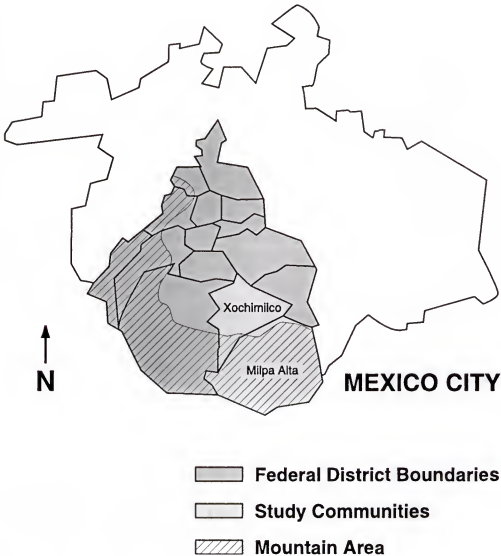 Xochimilco
Milpa Alta
N
MEXICO CITY
Federal District Boundaries
Study Communities
Mountain Area